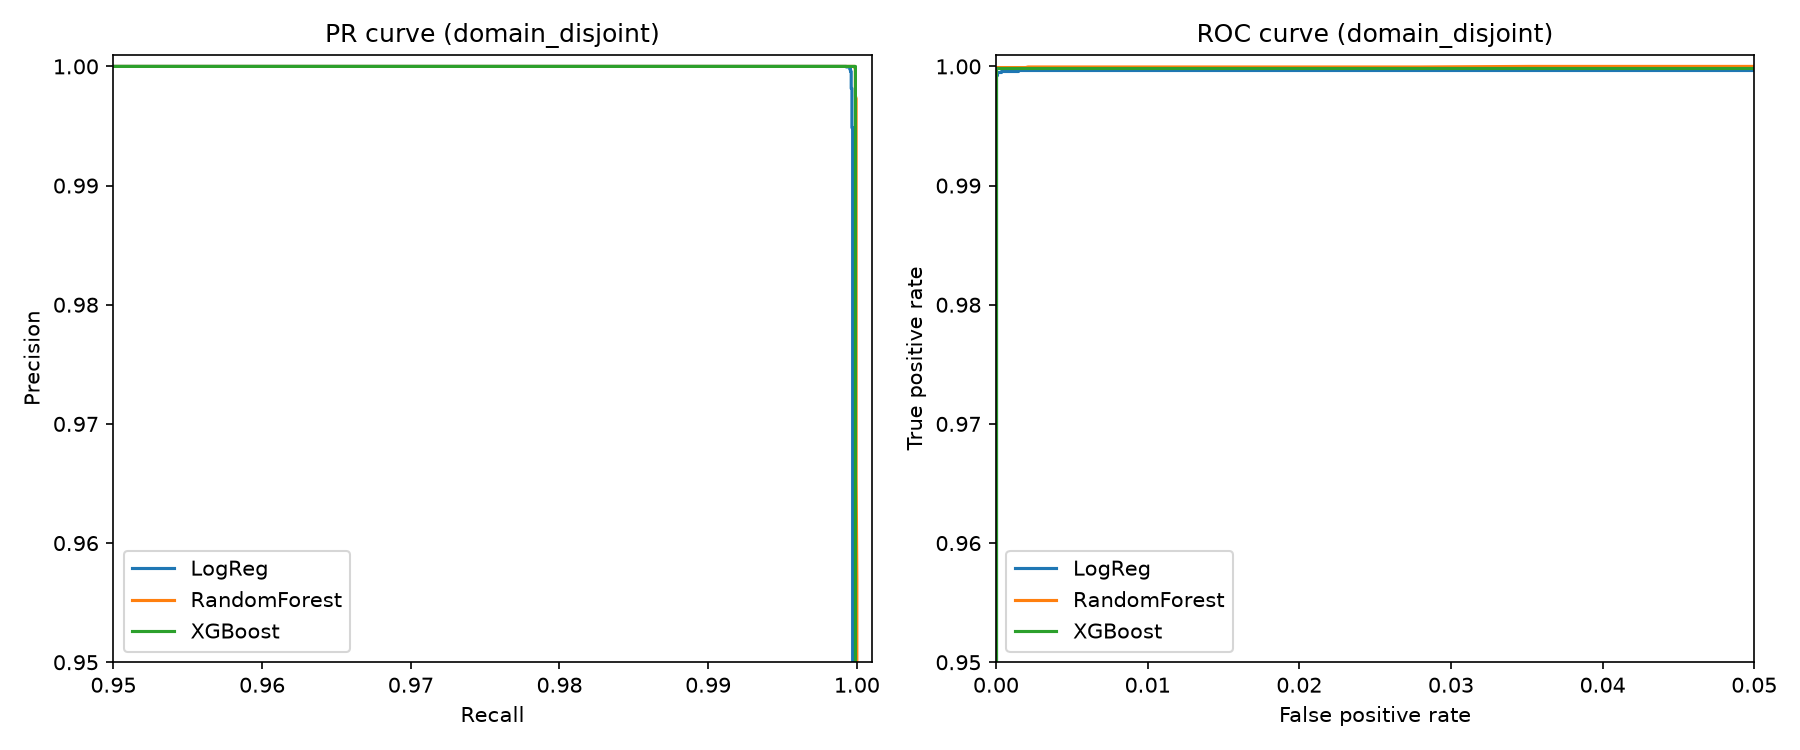 PR curve (domain_disjoint)
1.00
0.99
0.98
0.97
0.96
0.95
Precision
LogReg
RandomForest
XGBoost
0.95 0.96 0.97 0.98 0.99 1.00
Recall
ROC curve (domain_disjoint)
1.00
0.99
0.98
0.97
0.96
0.95
True positive rate
LogReg
RandomForest
XGBoost
0.00 0.01 0.02 0.03 0.04 0.05
False positive rate